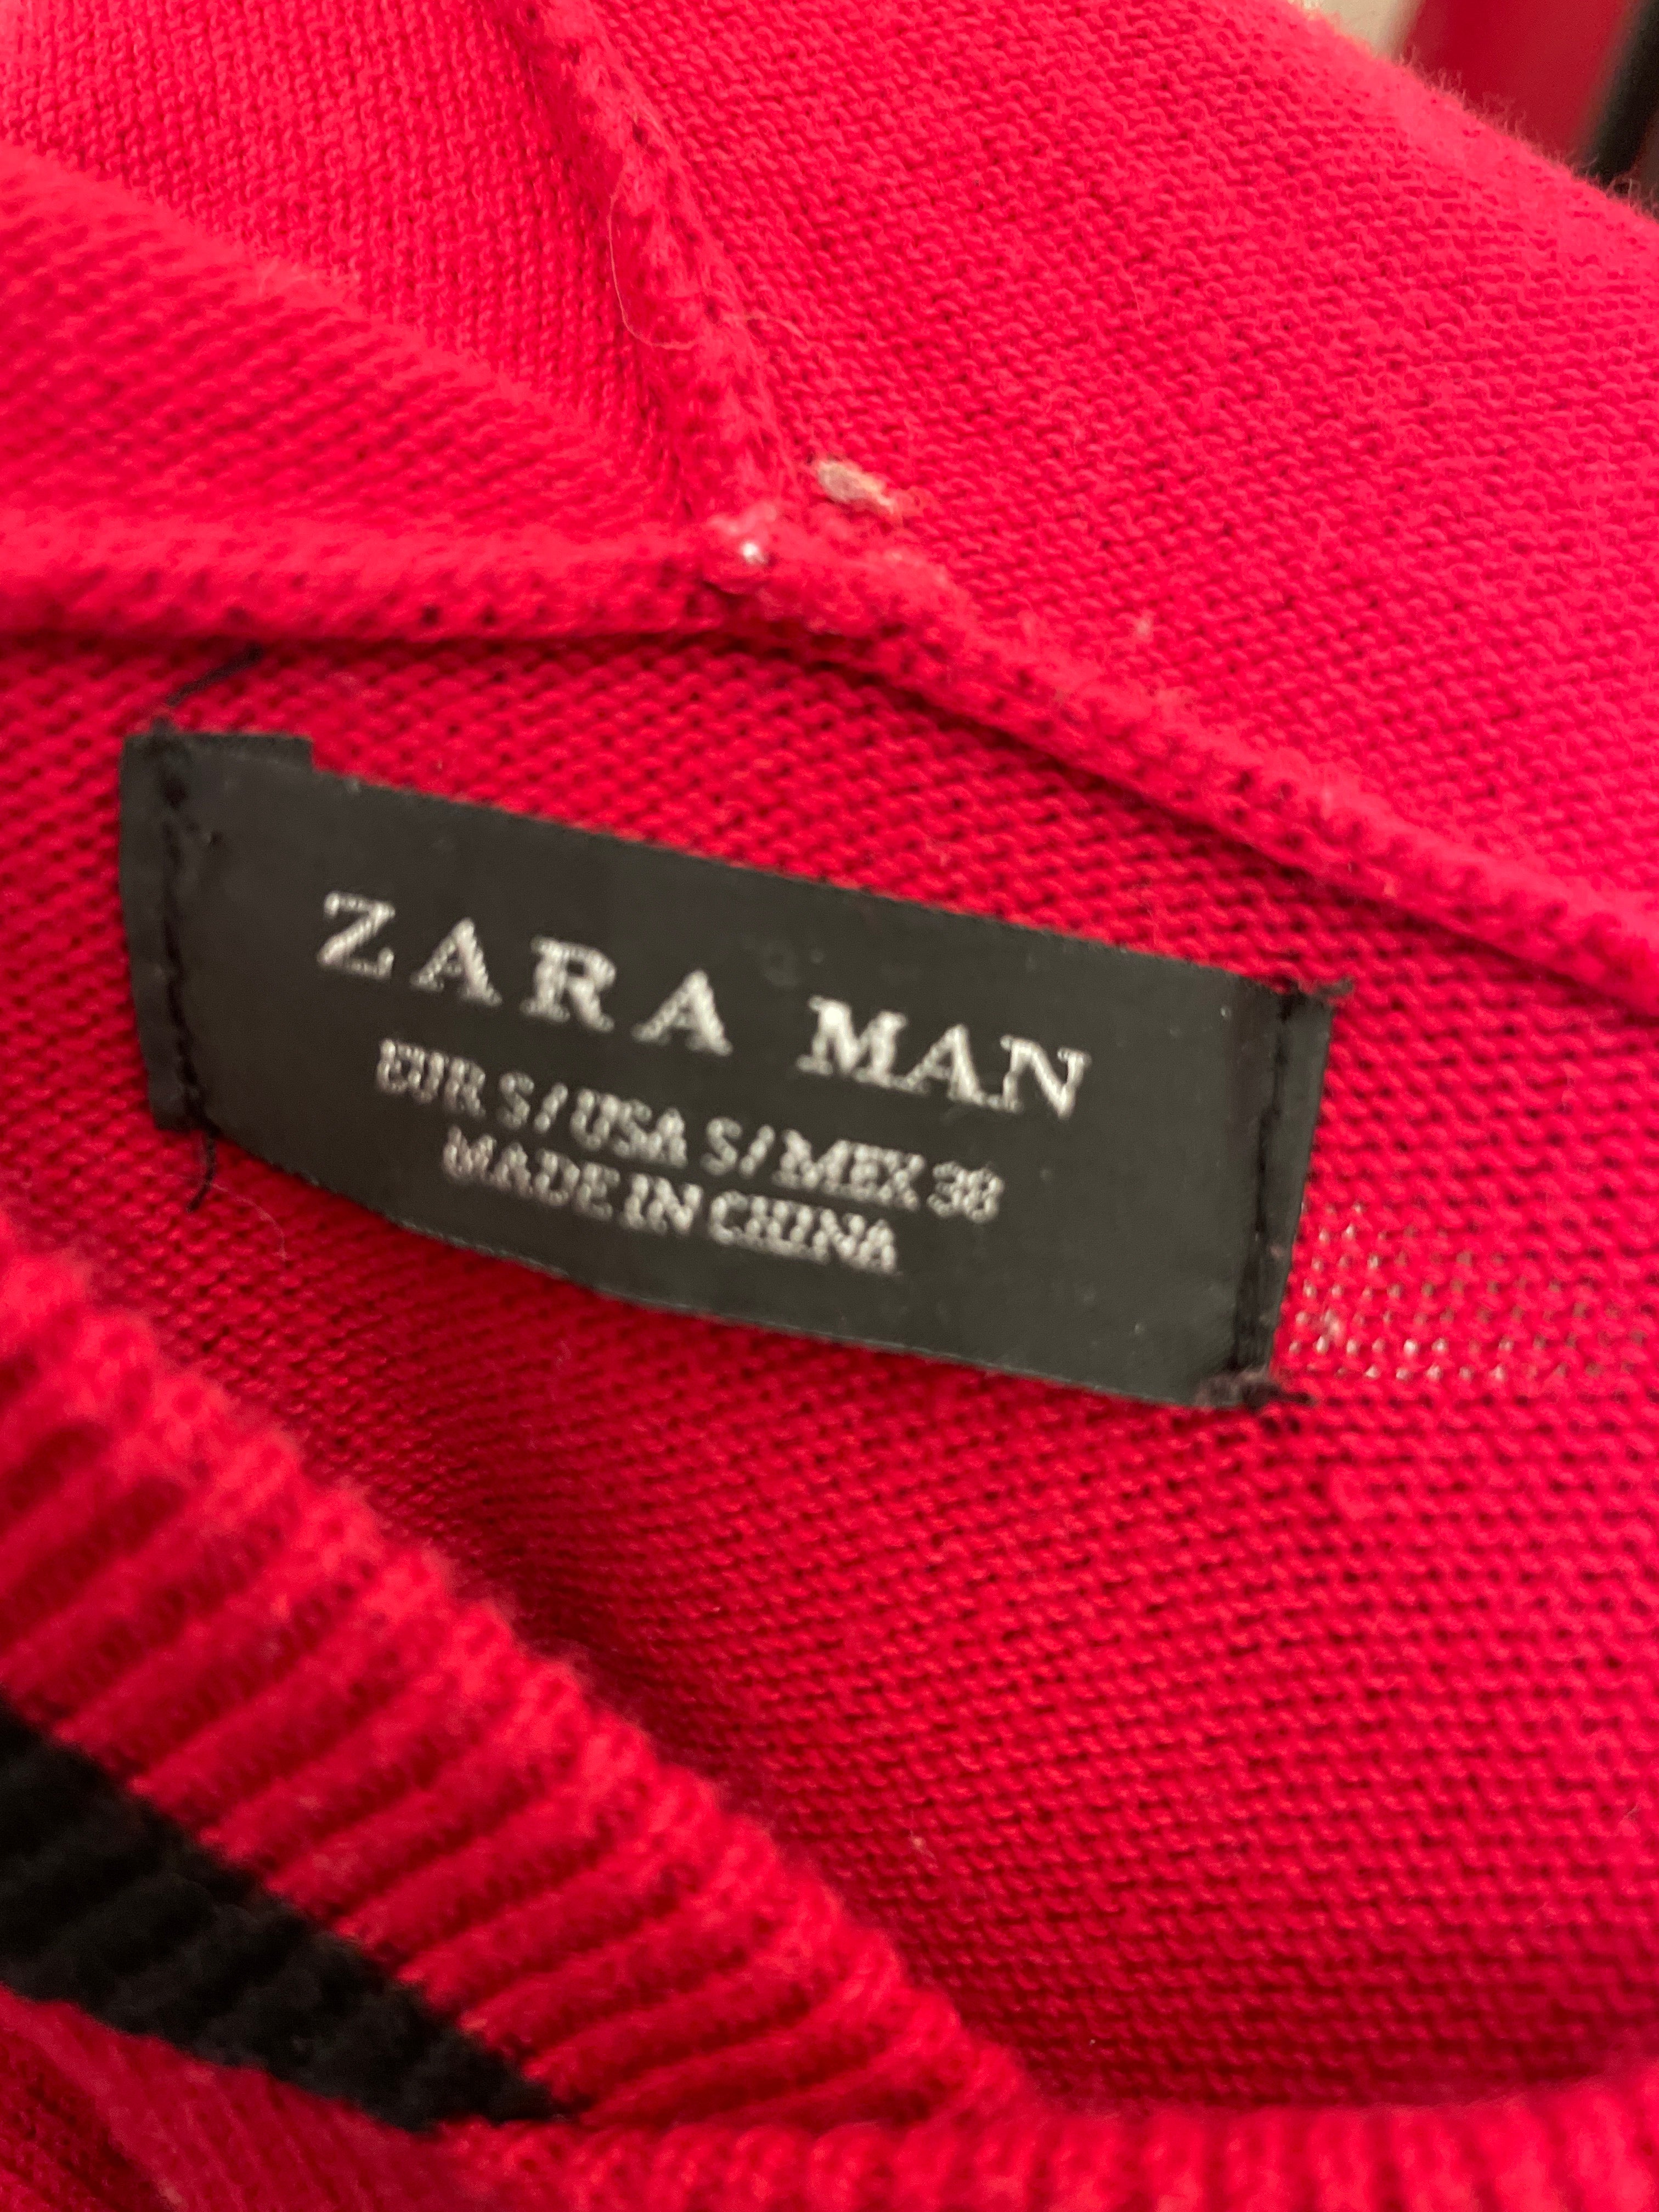 ZARA MAN
EUR S / USA S / MEX 38
MADE IN CHINA